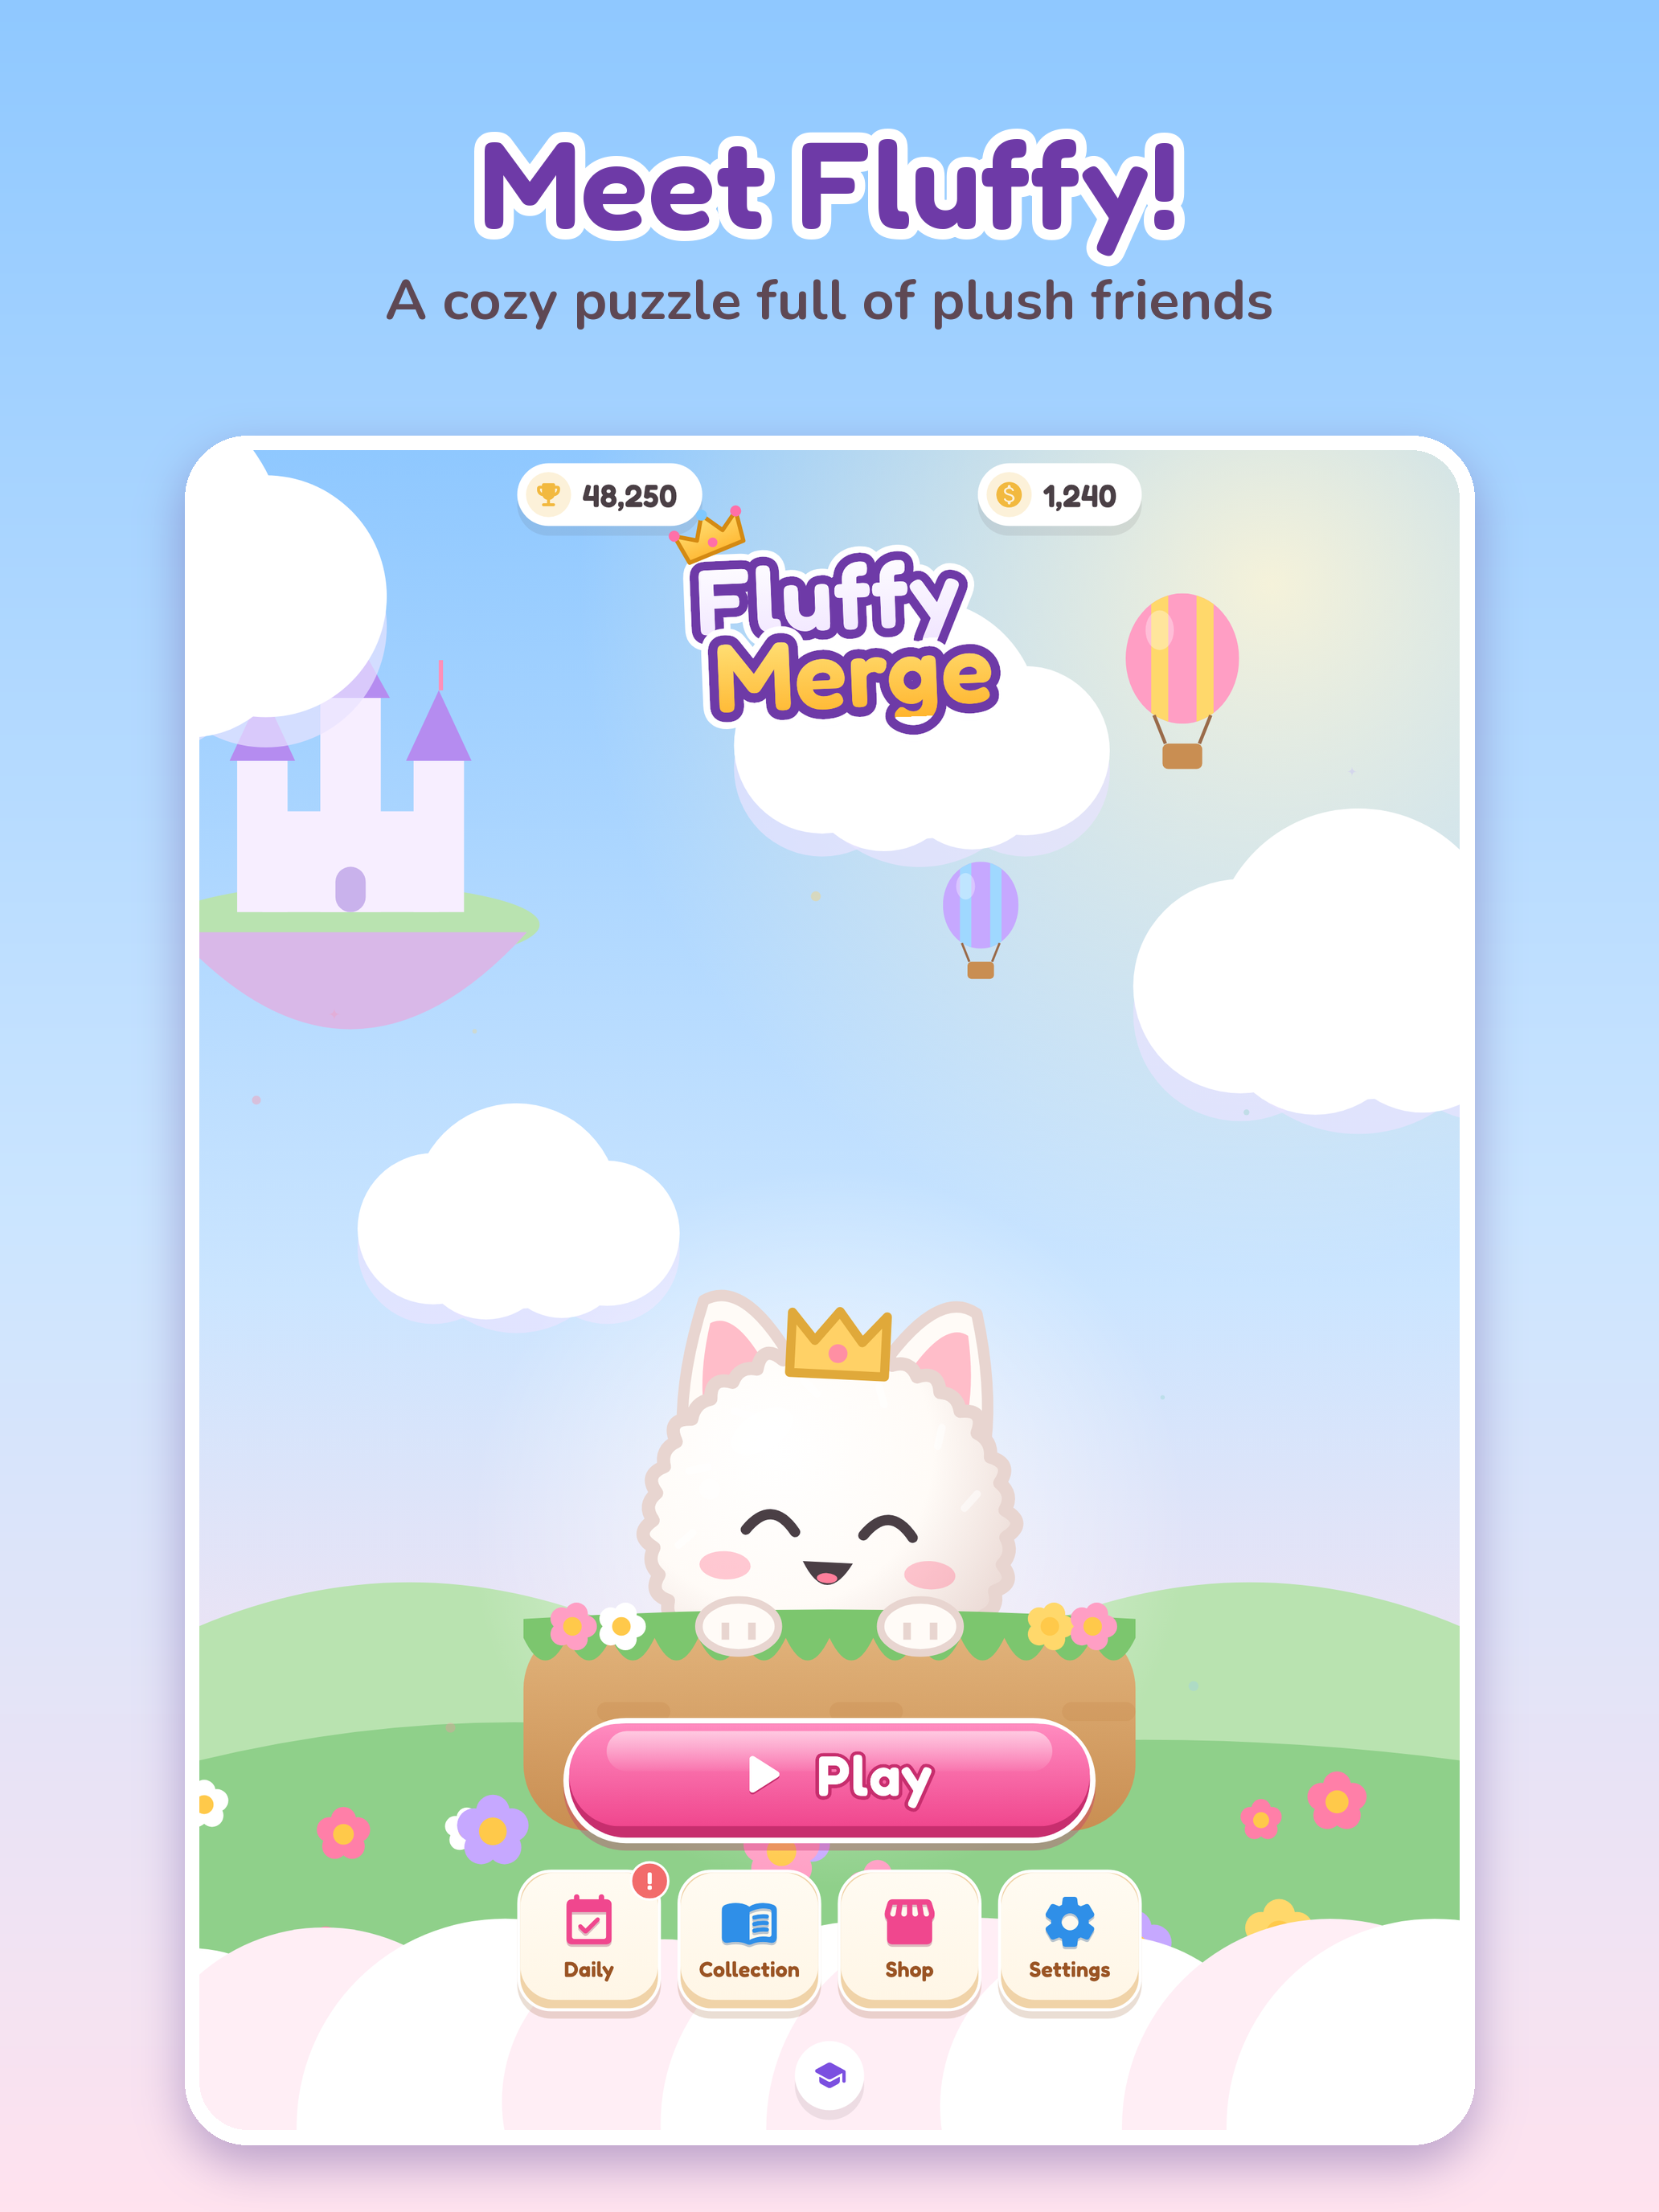 Meet Fluffy!
A cozy puzzle full of plush friends
48,250
1,240
Fluffy
Merge
Play
!
Daily
Collection
Shop
Settings